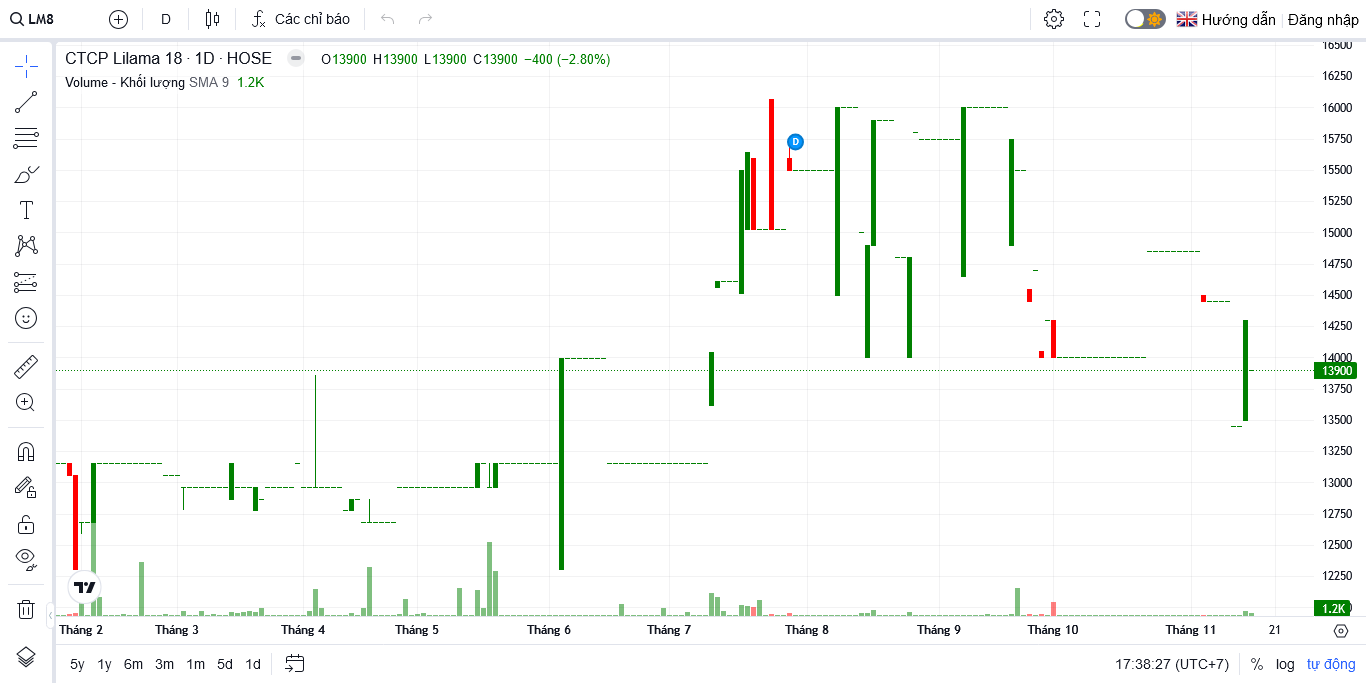 LM8 D Các chỉ báo Hướng dẫn Đăng nhập
CTCP Lilama 18 · 1D · HOSE O13900 H13900 L13900 C13900 −400 (−2.80%)
Volume - Khối lượng SMA 9 1.2K
D
16500
16250
16000
15750
15500
15250
15000
14750
14500
14250
14000
13900
13750
13500
13250
13000
12750
12500
12250
1.2K
Tháng 2 Tháng 3 Tháng 4 Tháng 5 Tháng 6 Tháng 7 Tháng 8 Tháng 9 Tháng 10 Tháng 11 21
5y 1y 6m 3m 1m 5d 1d 17:38:27 (UTC+7) % log tự động